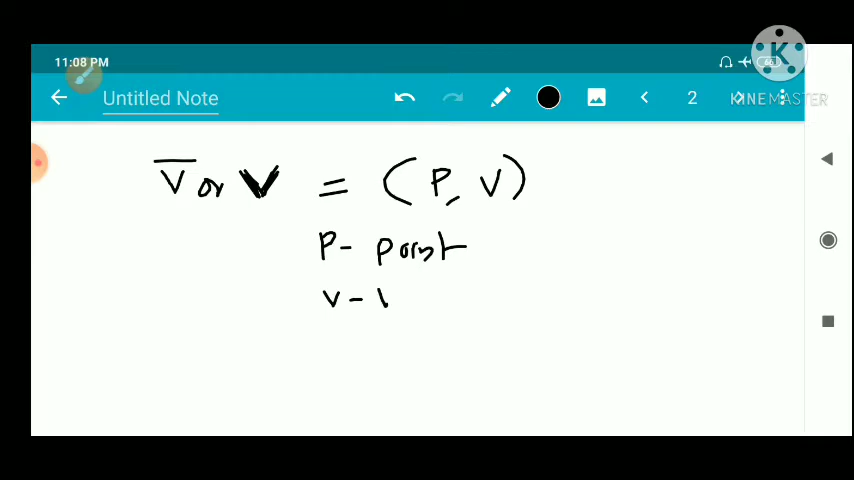 11:08 PM
KINEMASTER
Untitled Note
2
V̅ or V = (P, V)
P- point
V-